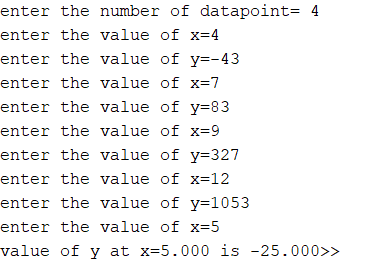 enter the number of datapoint= 4
enter the value of x=4
enter the value of y=-43
enter the value of x=7
enter the value of y=83
enter the value of x=9
enter the value of y=327
enter the value of x=12
enter the value of y=1053
enter the value of x=5
value of y at x=5.000 is -25.000>>